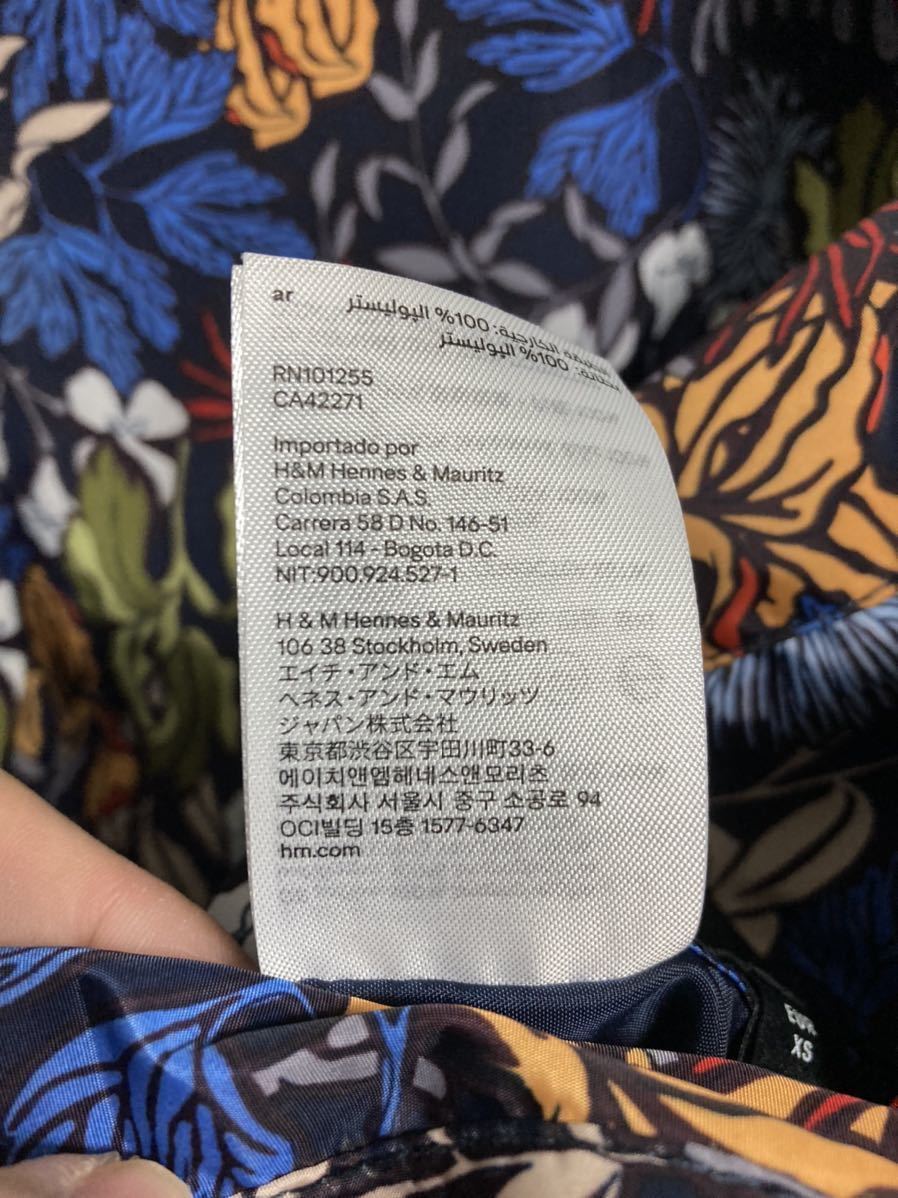 ar
الخارجية: 100% البوليستر
100% البوليستر
RN101255
CA42271
Importado por
H&M Hennes & Mauritz
Colombia S.A.S.
Carrera 58 D No. 146-51
Local 114 - Bogota D.C.
NIT:900.924.527-1
H & M Hennes & Mauritz
106 38 Stockholm, Sweden
エイチ・アンド・エム
ヘネス・アンド・マウリッツ
ジャパン株式会社
東京都渋谷区宇田川町33-6
에이치앤엠헤네스앤모리츠
주식회사 서울시 중구 소공로 94
OCI빌딩 15층 1577-6347
hm.com
EUR
XS